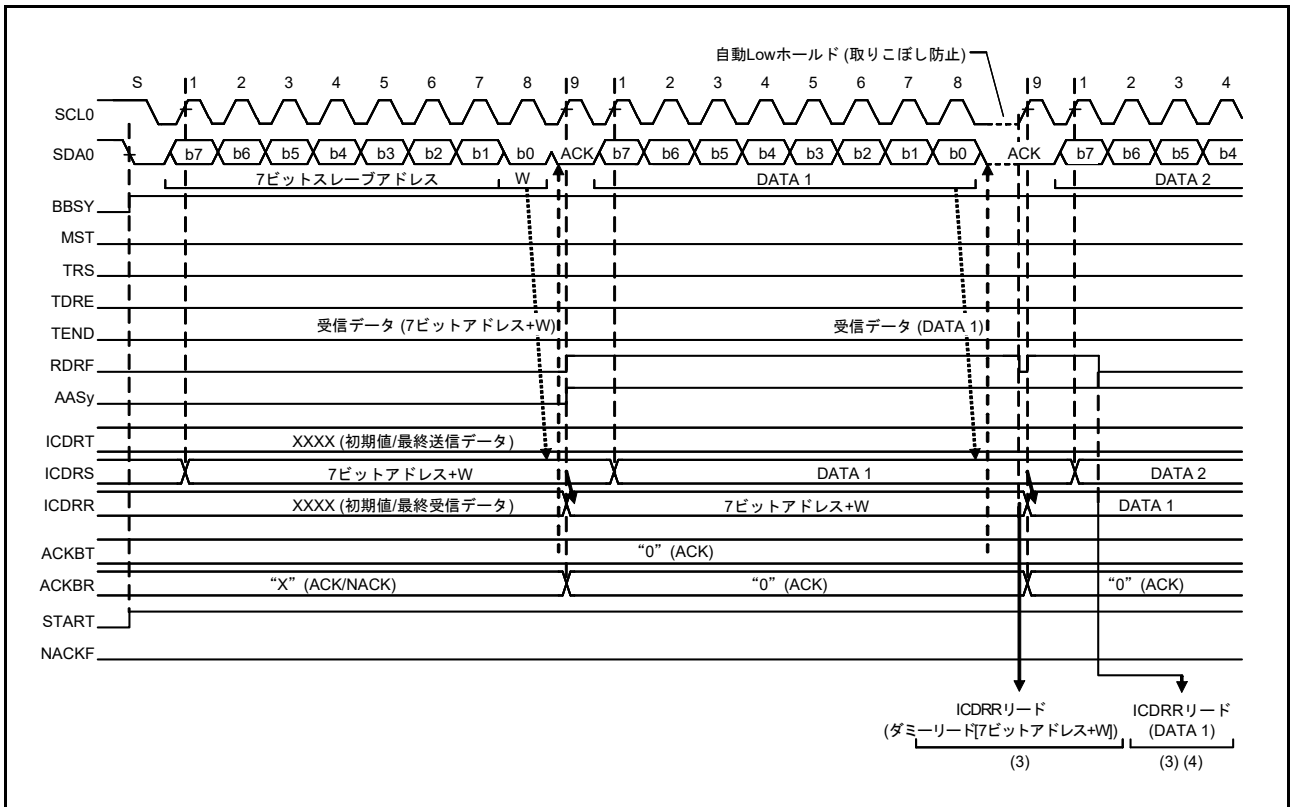 自動Lowホールド (取りこぼし防止)
S 1 2 3 4 5 6 7 8 9 1 2 3 4 5 6 7 8 9 1 2 3 4
SCL0
SDA0 b7 b6 b5 b4 b3 b2 b1 b0 ACK b7 b6 b5 b4 b3 b2 b1 b0 ACK b7 b6 b5 b4
7ビットスレーブアドレス W DATA 1 DATA 2
BBSY
MST
TRS
TDRE
受信データ (7ビットアドレス+W) 受信データ (DATA 1)
TEND
RDRF
AASy
ICDRT XXXX (初期値/最終送信データ)
ICDRS 7ビットアドレス+W DATA 1 DATA 2
ICDRR XXXX (初期値/最終受信データ) 7ビットアドレス+W DATA 1
ACKBT “0” (ACK)
ACKBR “X” (ACK/NACK) “0” (ACK) “0” (ACK)
START
NACKF
ICDRRリード ICDRRリード
(ダミーリード[7ビットアドレス+W]) (DATA 1)
(3) (3) (4)